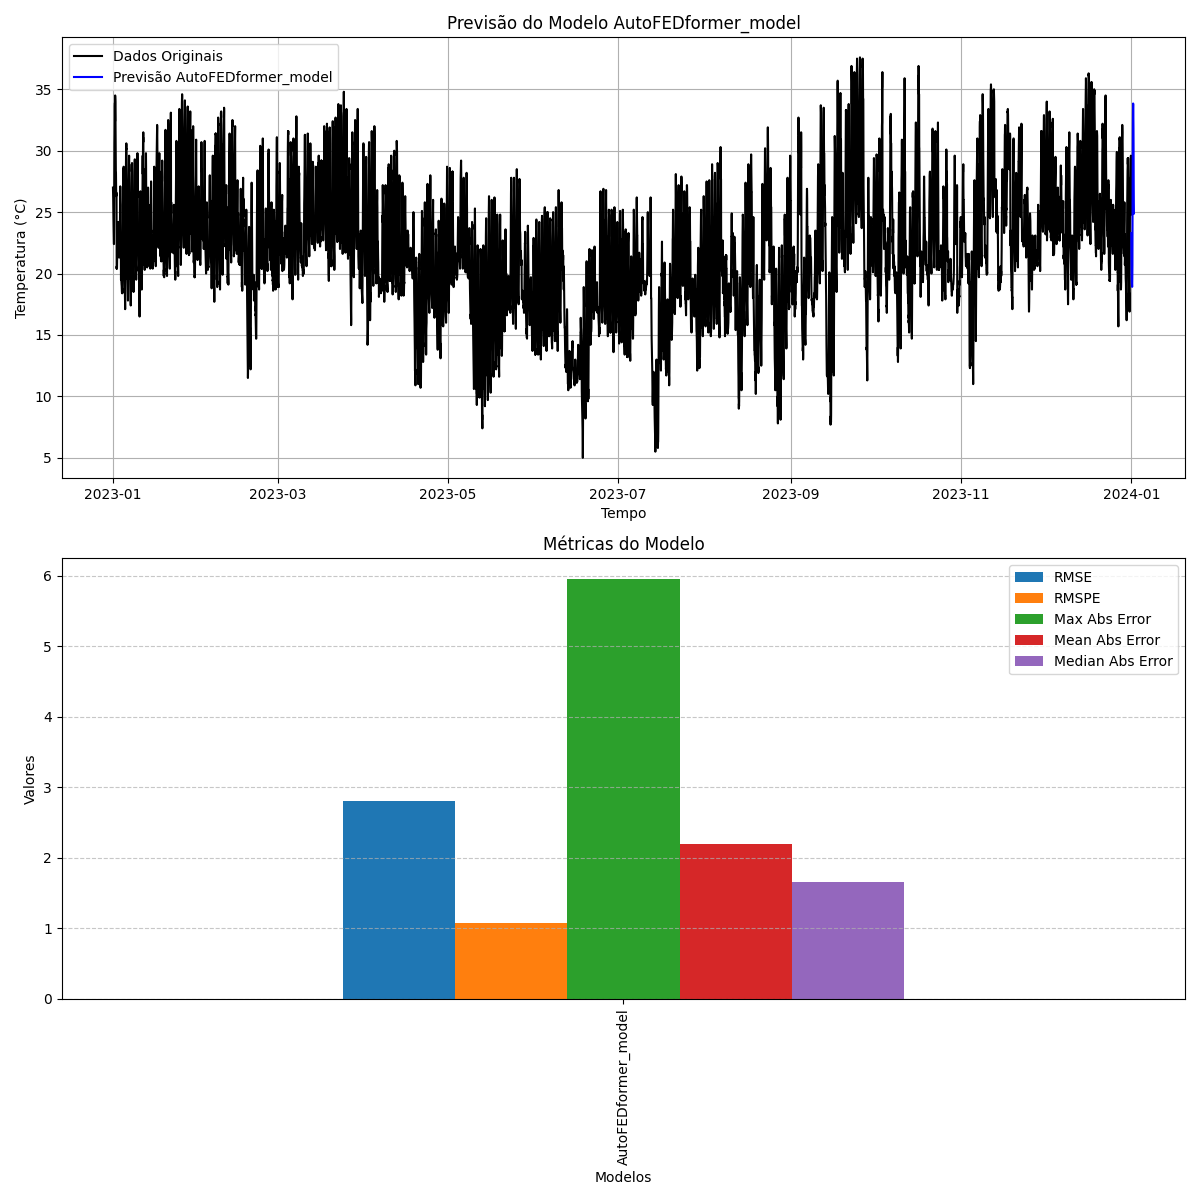 Previsão do Modelo AutoFEDformer_model
Dados Originais
Previsão AutoFEDformer_model
Temperatura (°C)
35
30
25
20
15
10
5
2023-01
2023-03
2023-05
2023-07
2023-09
2023-11
2024-01
Tempo
Métricas do Modelo
RMSE
RMSPE
Max Abs Error
Mean Abs Error
Median Abs Error
Valores
6
5
4
3
2
1
0
AutoFEDformer_model
Modelos